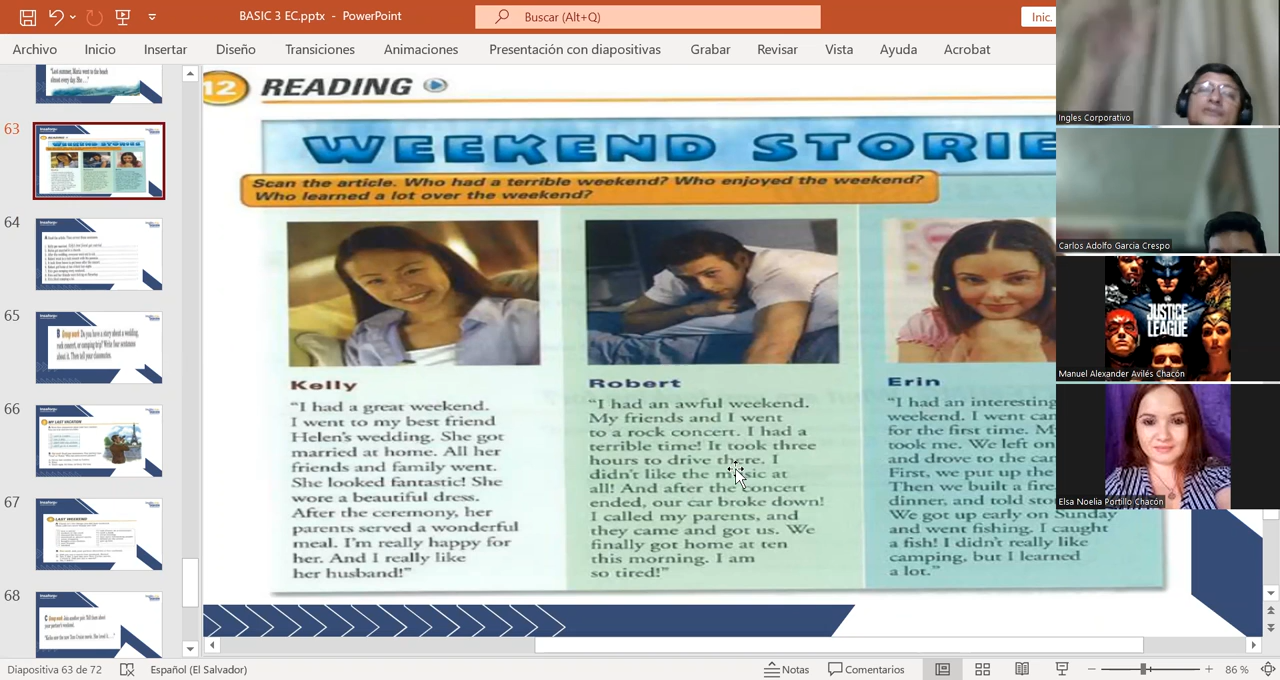 BASIC 3 EC.pptx - PowerPoint
Buscar (Alt+Q)
Inic.
Archivo Inicio Insertar Diseño Transiciones Animaciones Presentación con diapositivas Grabar Revisar Vista Ayuda Acrobat
63
64
65
66
67
68
12 READING
WEEKEND STORIE
Scan the article. Who had a terrible weekend? Who enjoyed the weekend?
Who learned a lot over the weekend?
Kelly
"I had a great weekend.
I went to my best friend
Helen's wedding. She got
married at home. All her
friends and family went.
She looked fantastic! She
wore a beautiful dress.
After the ceremony, her
parents served a wonderful
meal. I'm really happy for
her. And I really like
her husband!"
Robert
"I had an awful weekend.
My friends and I went
to a rock concert. I had a
terrible time! It took three
hours to drive there. I
didn't like the music at
all! And after the concert
ended, our car broke down!
I called my parents, and
they came and got us. We
finally got home at ten
this morning. I am
so tired!"
Erin
"I had an interesting
weekend. I went
for the first time.
took me. We left on
and drove to the
First, we put up the
Then we built a fire
dinner, and told
We got up early on Sunday
and went fishing. I caught
a fish! I didn't really like
camping, but I learned
a lot."
Ingles Corporativo
Carlos Adolfo Garcia Crespo
JUSTICE
LEAGUE
Manuel Alexander Avilés Chacón
Elsa Noelia Portillo Chacón
Diapositiva 63 de 72 Español (El Salvador) Notas Comentarios 86 %